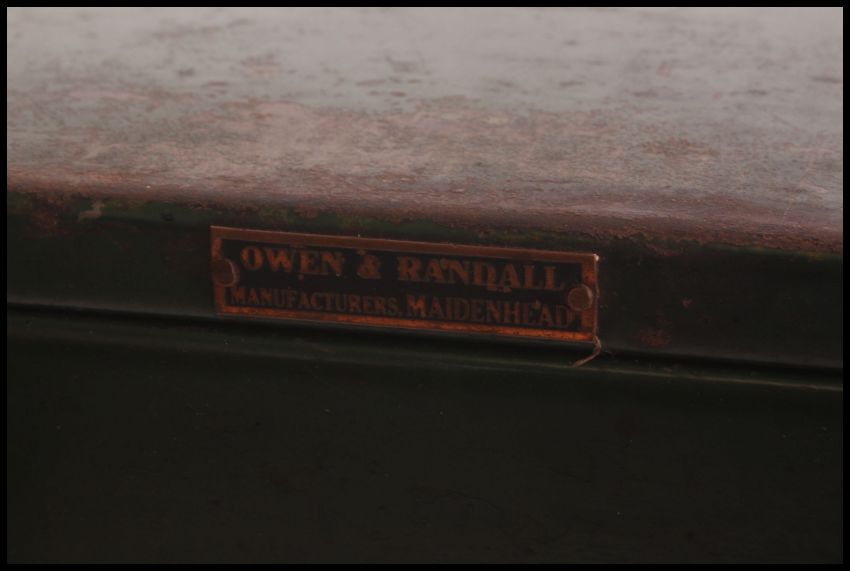 OWEN & RANDALL
MANUFACTURERS, MAIDENHEAD